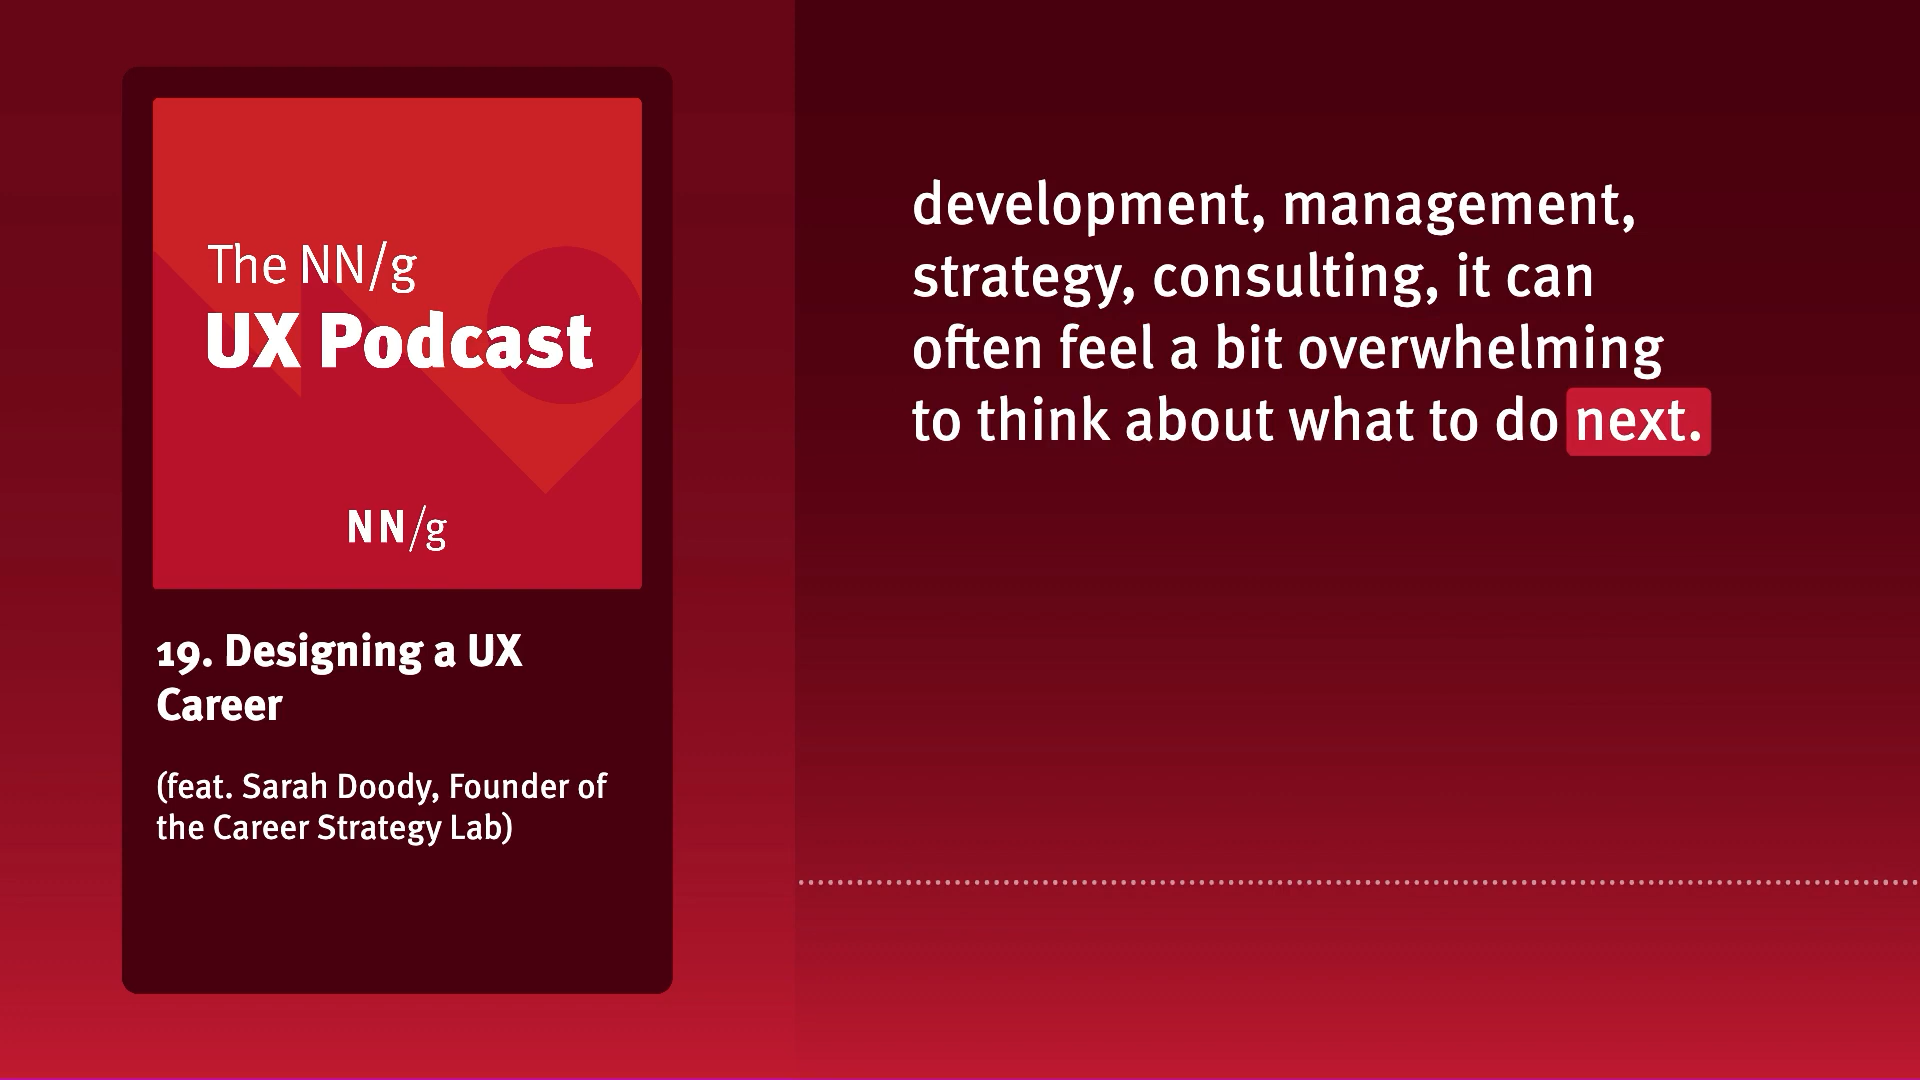 The NN/g
UX Podcast
NN/g
19. Designing a UX
Career
(feat. Sarah Doody, Founder of
the Career Strategy Lab)
development, management,
strategy, consulting, it can
often feel a bit overwhelming
to think about what to do next.